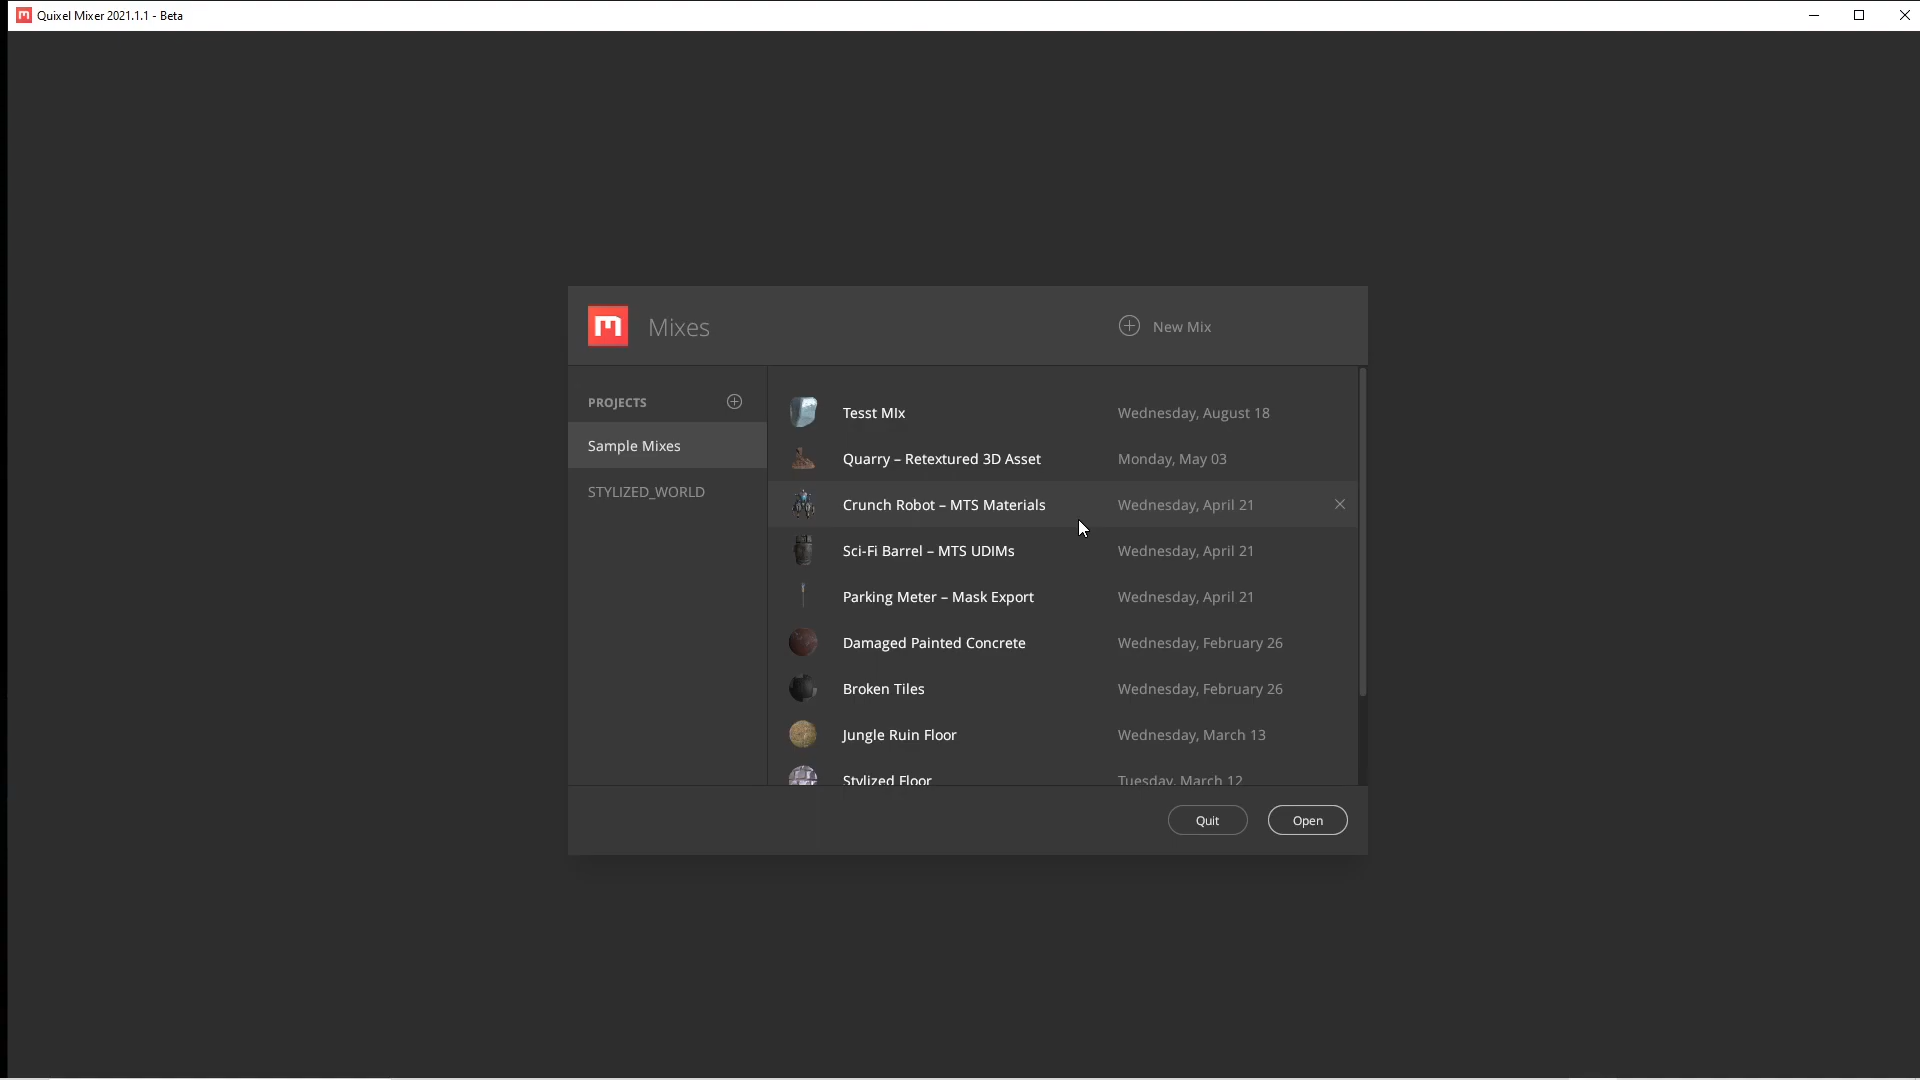 Quixel Mixer 2021.1.1 - Beta
Mixes
New Mix
PROJECTS
Sample Mixes
STYLIZED_WORLD
Tesst MIx Wednesday, August 18
Quarry – Retextured 3D Asset Monday, May 03
Crunch Robot – MTS Materials Wednesday, April 21
Sci-Fi Barrel – MTS UDIMs Wednesday, April 21
Parking Meter – Mask Export Wednesday, April 21
Damaged Painted Concrete Wednesday, February 26
Broken Tiles Wednesday, February 26
Jungle Ruin Floor Wednesday, March 13
Stylized Floor Tuesday, March 12
Quit
Open